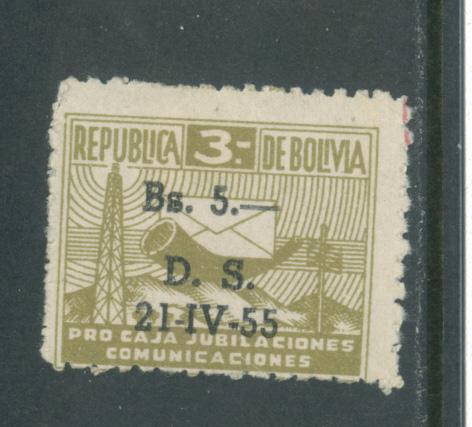 REPUBLICA 3.- DE BOLIVIA
Bs. 5.—
D. S.
21-IV-55
PRO CAJA JUBILACIONES
COMUNICACIONES